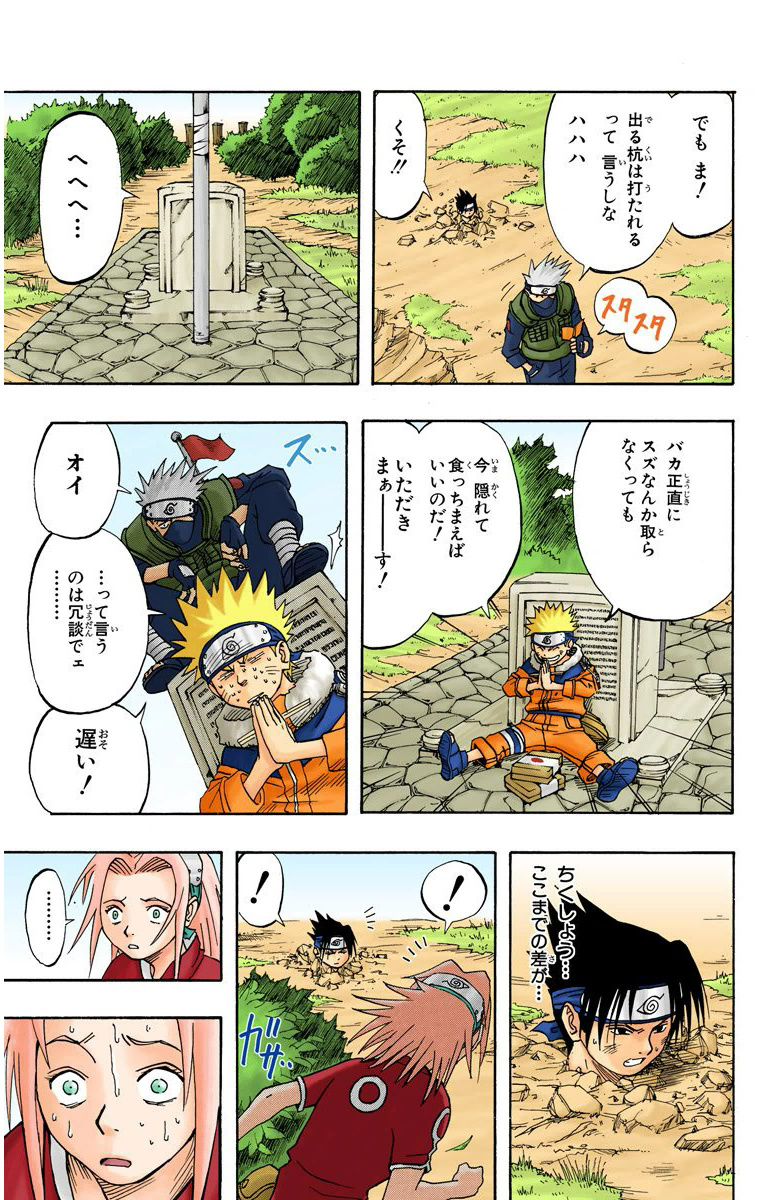 でも ま!
出る杭は打たれる
って 言うしな
ハハハ
くそ!!
スタ
スタ
へへへ…
バカ正直に
スズなんか取ら
なくっても
今 隠れて
食っちまえば
いいのだ!
いただき
まぁーーす!
ス…
オイ
…って言う
のは冗談でェ
………
遅い!
ちくしょう…
ここまでの差が…
!
!
ガサ…
………